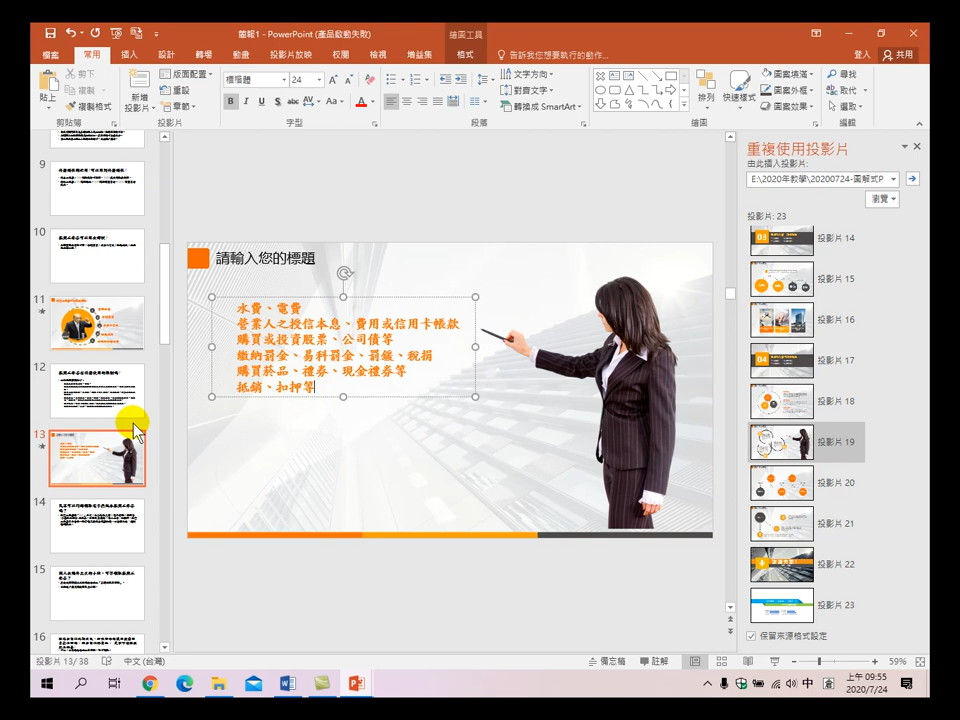 簡報1 - PowerPoint (產品啟動失敗)
繪圖工具
檔案
常用
插入
設計
轉場
動畫
投影片放映
校閱
檢視
增益集
格式
告訴我您想要執行的動作...
登入
共用
貼上
剪下
複製
複製格式
剪貼簿
新增
投影片
版面配置
重設
章節
投影片
標楷體
24
B I U S abc AV Aa A
字型
文字方向
對齊文字
轉換成 SmartArt
段落
排列
快速樣式
圖案填滿
圖案外框
圖案效果
繪圖
尋找
取代
選取
編輯
9
10
11
12
13
14
15
16
請輸入您的標題
水費、電費
營業人之授信本息、費用或信用卡帳款
購買或投資股票、公司債等
繳納罰金、易科罰金、罰鍰、稅捐
購買菸品、禮券、現金禮券等
抵銷、扣押等
重複使用投影片
由此插入投影片:
E:\2020年教學\20200724-圖解式P
瀏覽
投影片: 23
03
投影片 14
投影片 15
投影片 16
04
投影片 17
投影片 18
投影片 19
投影片 20
投影片 21
投影片 22
投影片 23
保留來源格式設定
投影片 13/ 38
中文 (台灣)
備忘稿
註解
59%
中
上午 09:55
2020/7/24